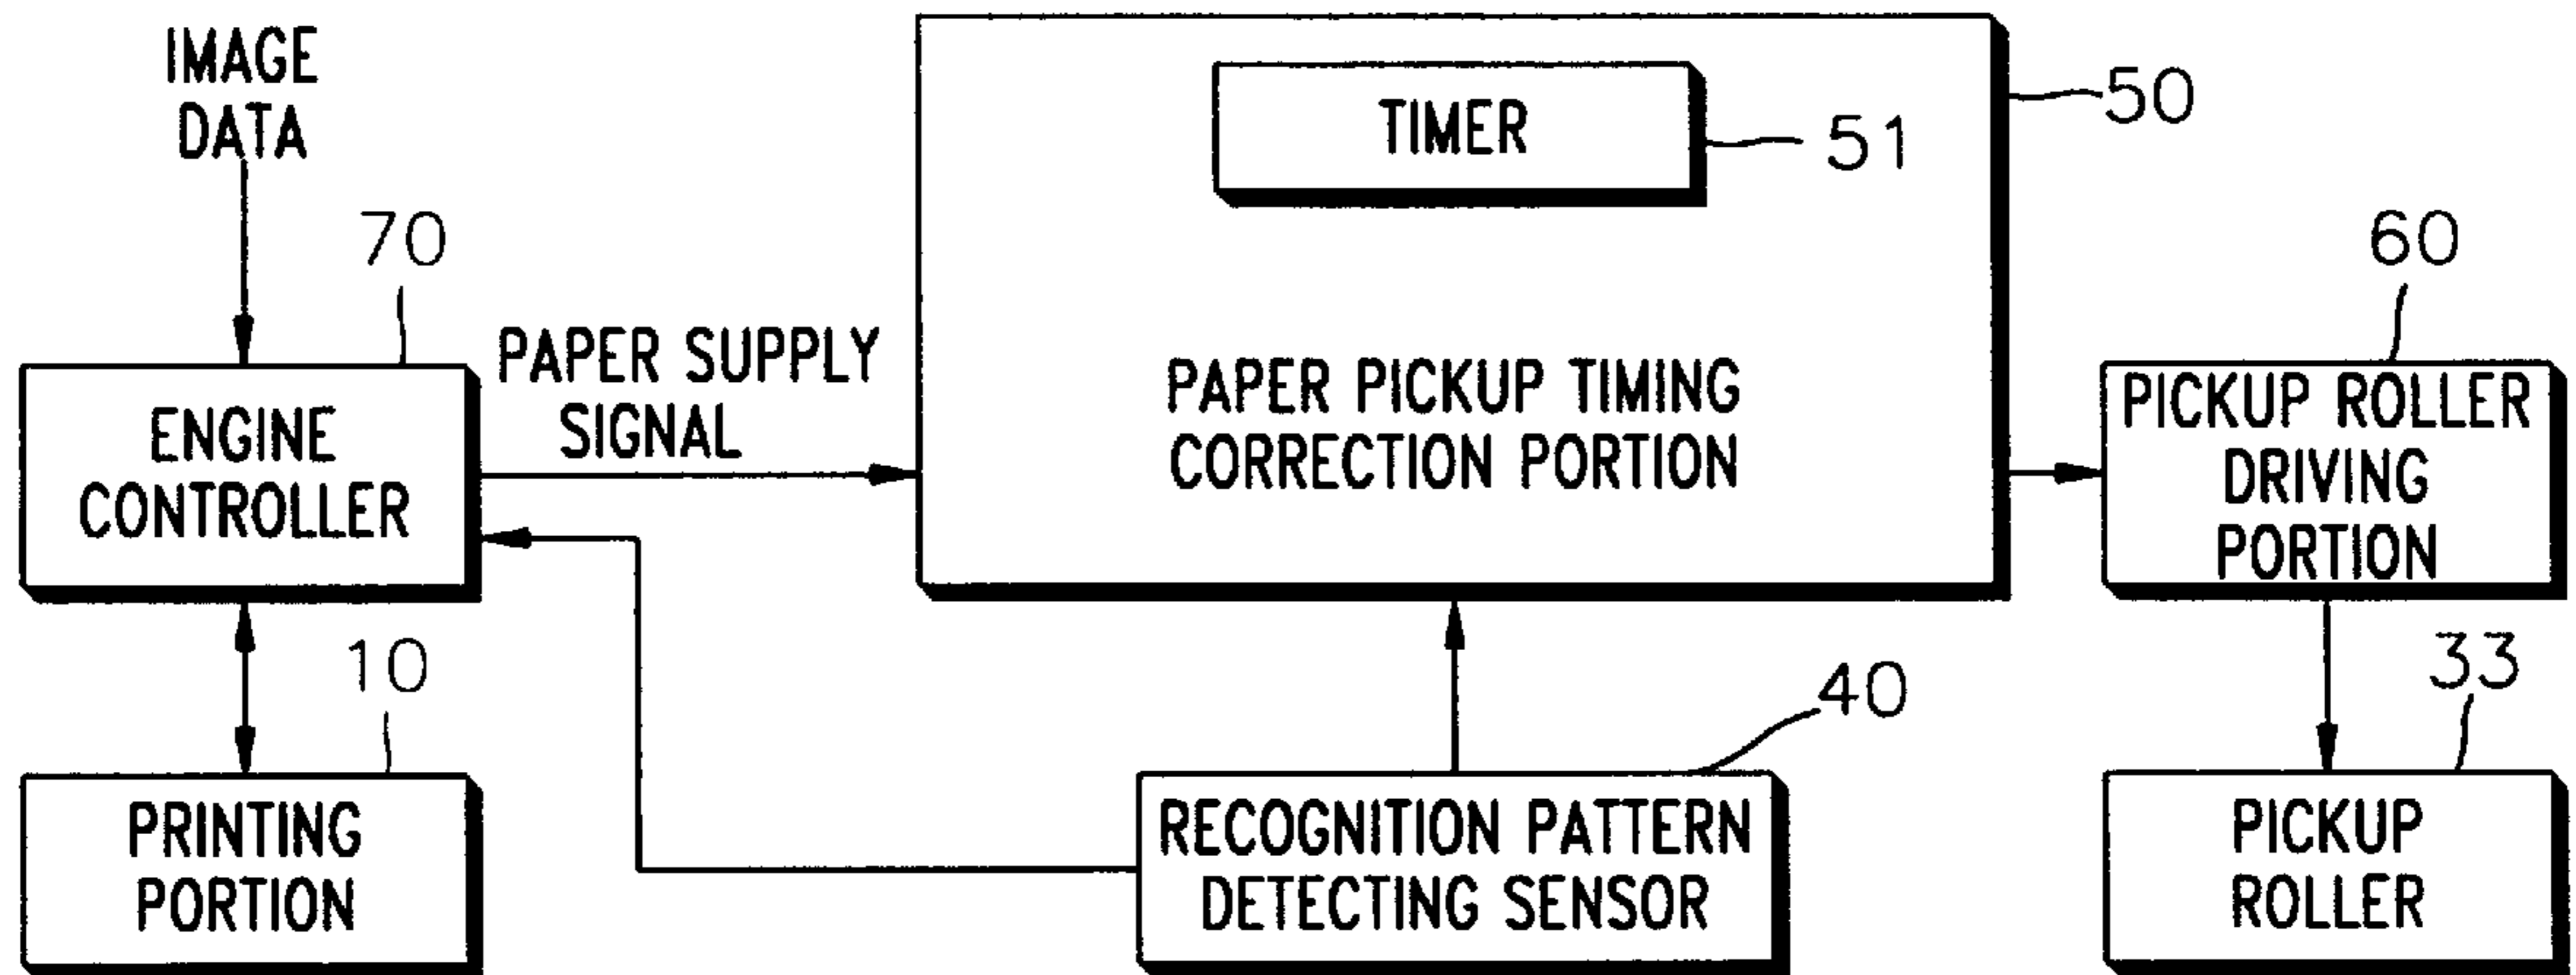 IMAGE
DATA
70
ENGINE
CONTROLLER
PAPER SUPPLY
SIGNAL
TIMER
51
50
PAPER PICKUP TIMING
CORRECTION PORTION
60
PICKUP ROLLER
DRIVING
PORTION
10
PRINTING
PORTION
40
RECOGNITION PATTERN
DETECTING SENSOR
33
PICKUP
ROLLER